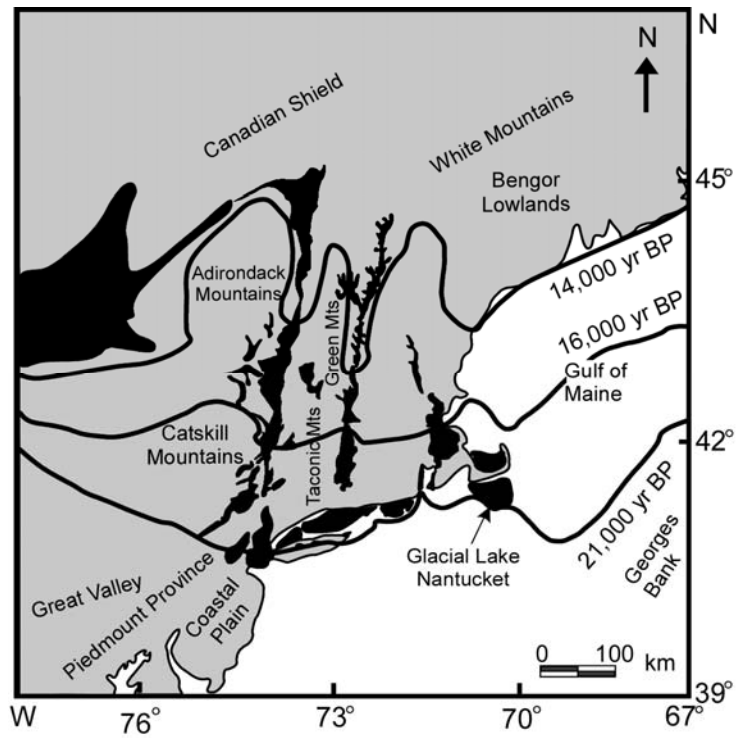 N
N
Canadian Shield
White Mountains
Bengor
Lowlands
45°
Adirondack
Mountains
14,000 yr BP
16,000 yr BP
Green Mts
Gulf of
Maine
Catskill
Mountains
Taconic Mts
42°
21,000 yr BP
Georges
Bank
Glacial Lake
Nantucket
Great Valley
Piedmount Province
Coastal
Plain
0 100
km
39°
W 76° 73° 70° 67°